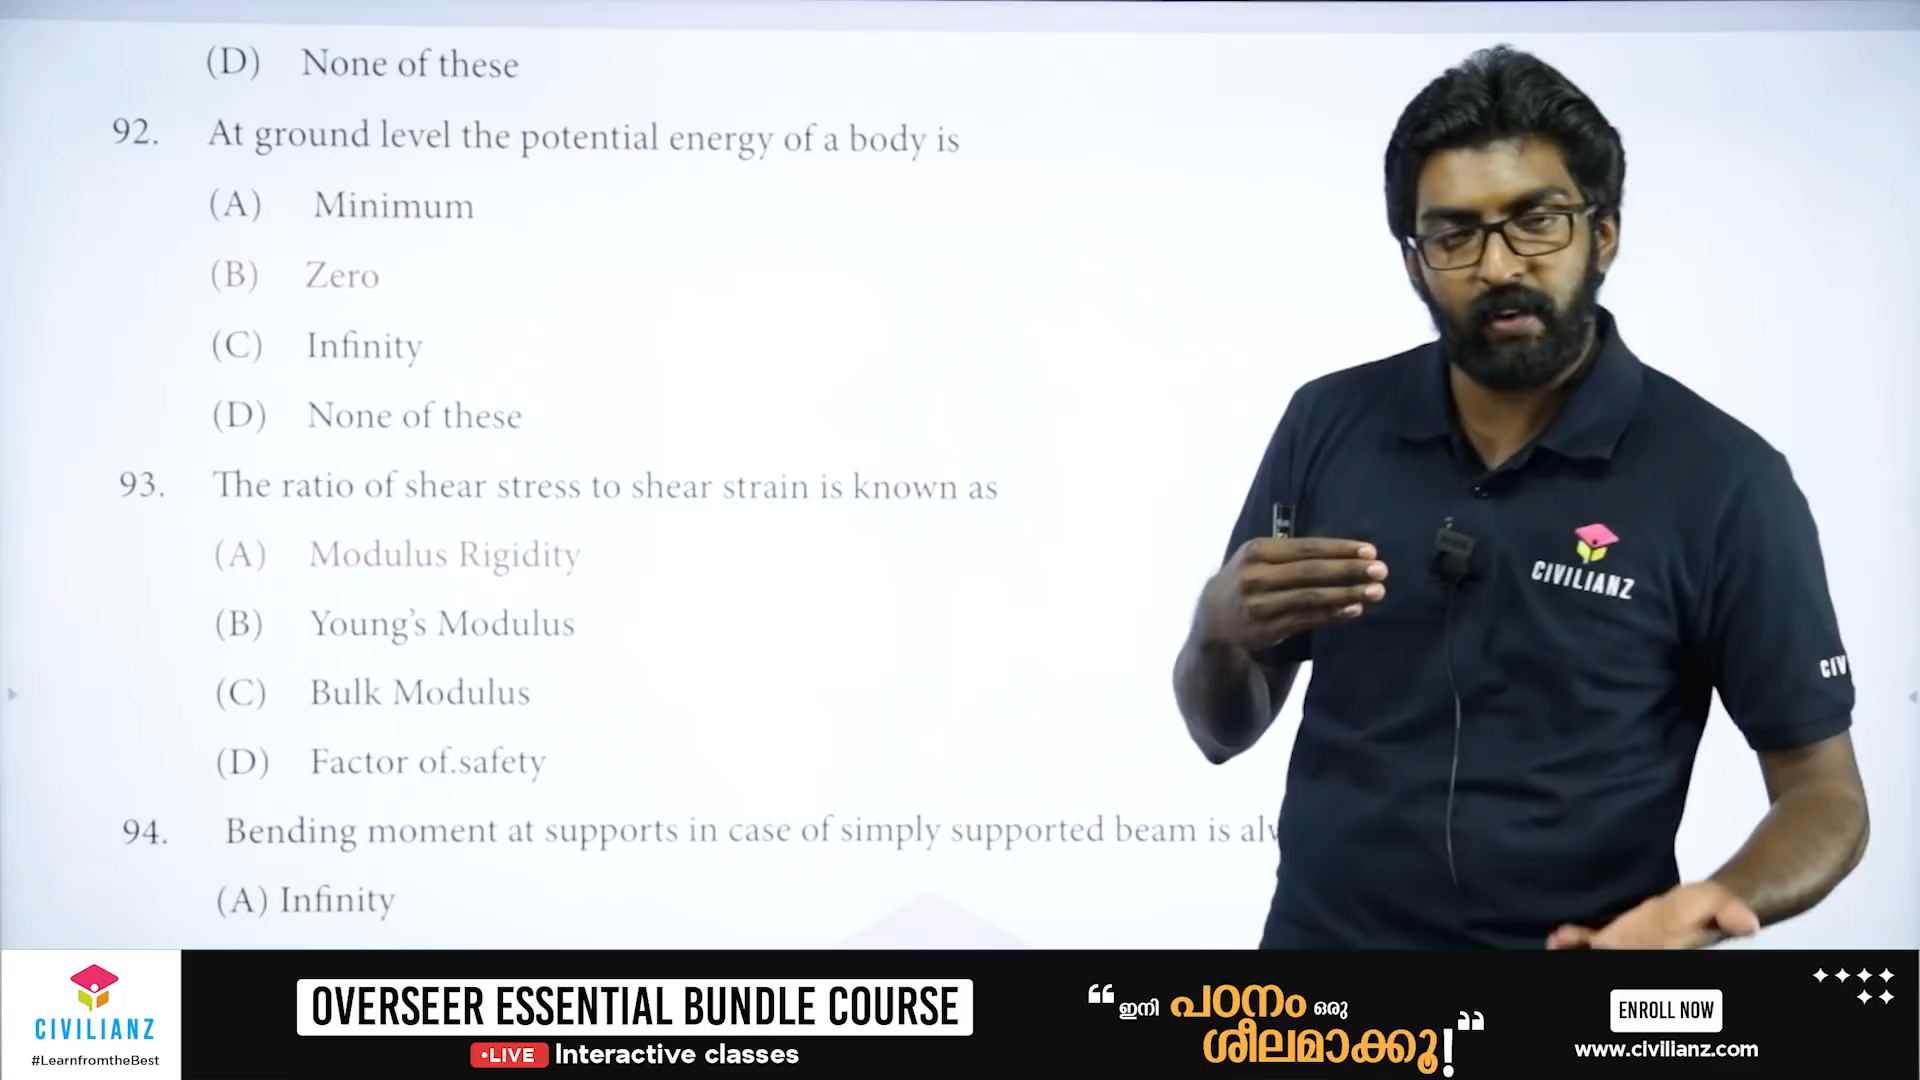 (D) None of these
92. At ground level the potential energy of a body is
(A) Minimum
(B) Zero
(C) Infinity
(D) None of these
93. The ratio of shear stress to shear strain is known as
(A) Modulus Rigidity
(B) Young's Modulus
(C) Bulk Modulus
(D) Factor of.safety
94. Bending moment at supports in case of simply supported beam is
(A) Infinity
CIVILIANZ
CIV
CIVILIANZ
#LearnfromtheBest
OVERSEER ESSENTIAL BUNDLE COURSE
•LIVE Interactive classes
“ഇനി പഠനം ഒരു
ശീലമാക്കൂ!”
ENROLL NOW
www.civilianz.com